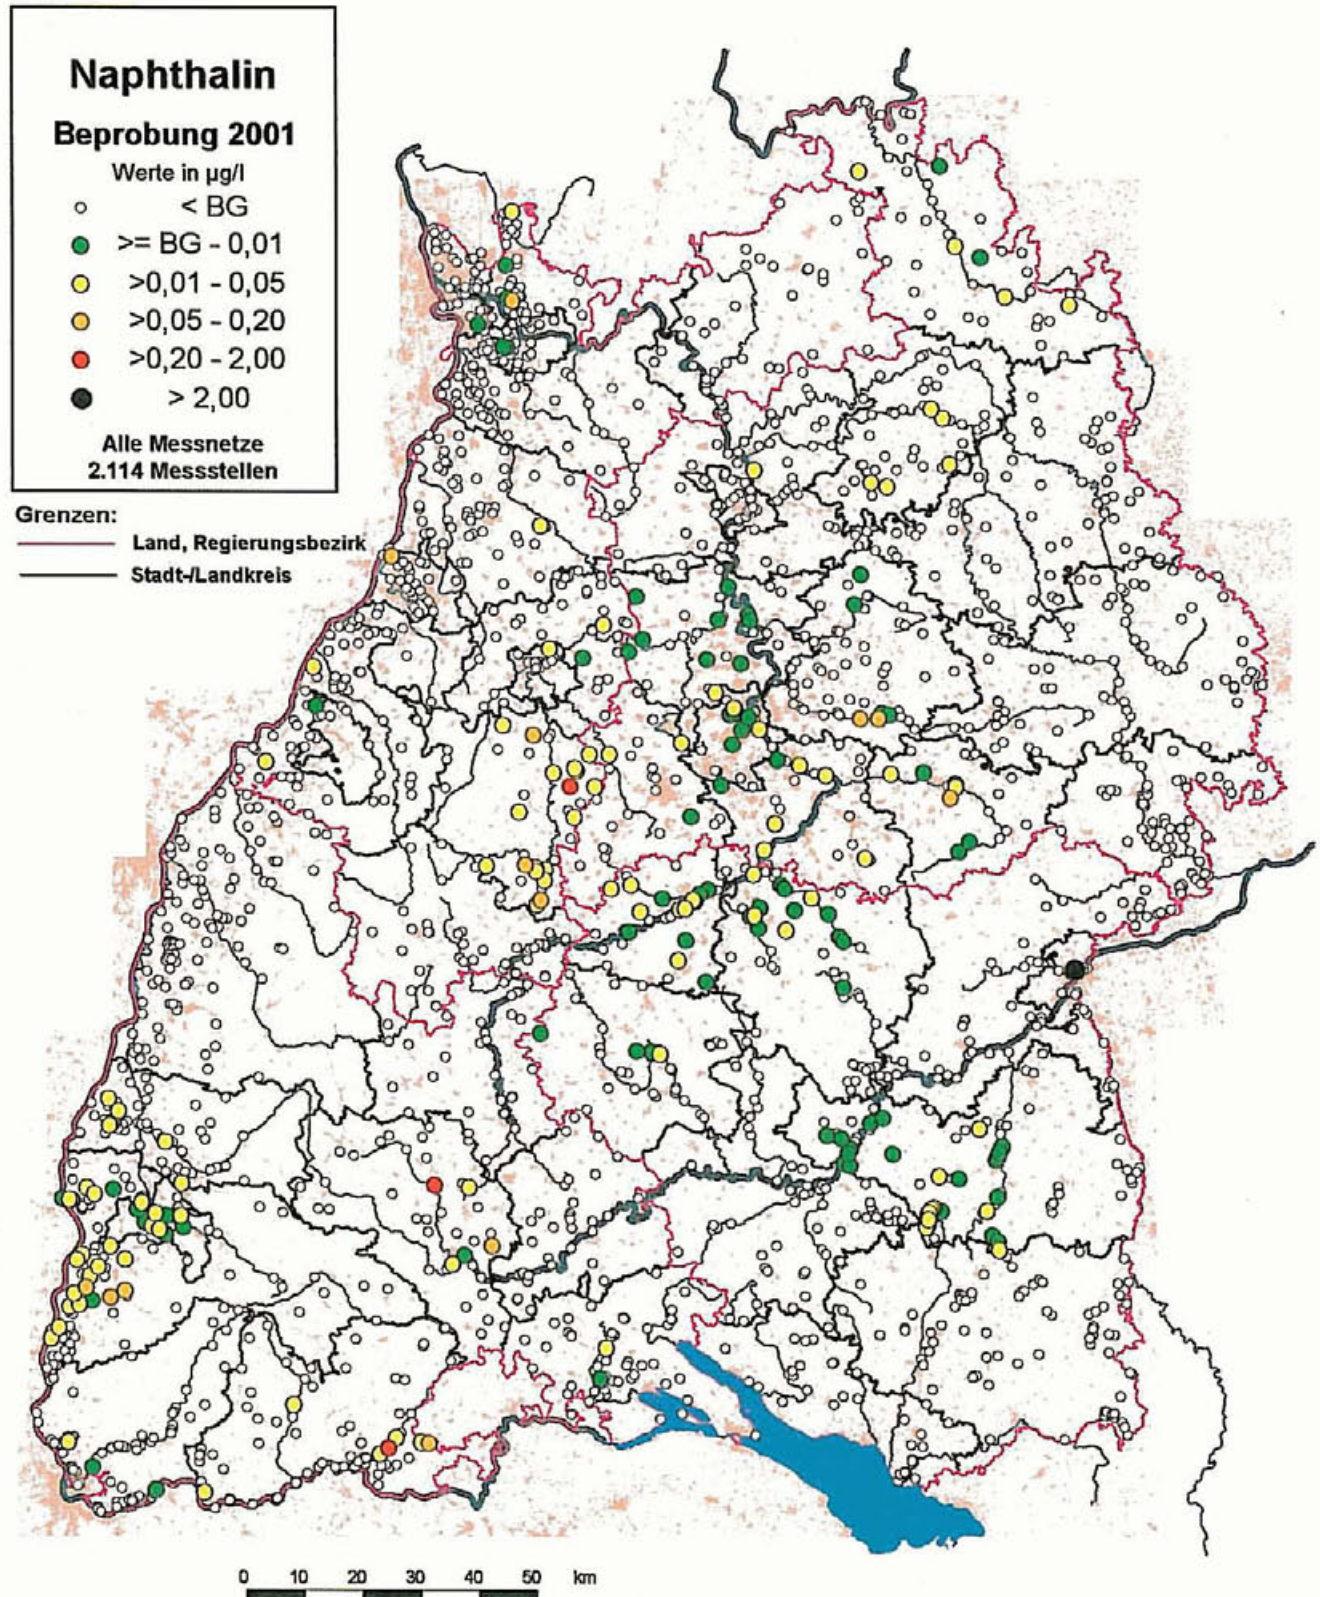 Naphthalin
Beprobung 2001
Werte in µg/l
< BG
>= BG - 0,01
>0,01 - 0,05
>0,05 - 0,20
>0,20 - 2,00
> 2,00
Alle Messnetze
2.114 Messstellen
Grenzen:
Land, Regierungsbezirk
Stadt-/Landkreis
0 10 20 30 40 50 km